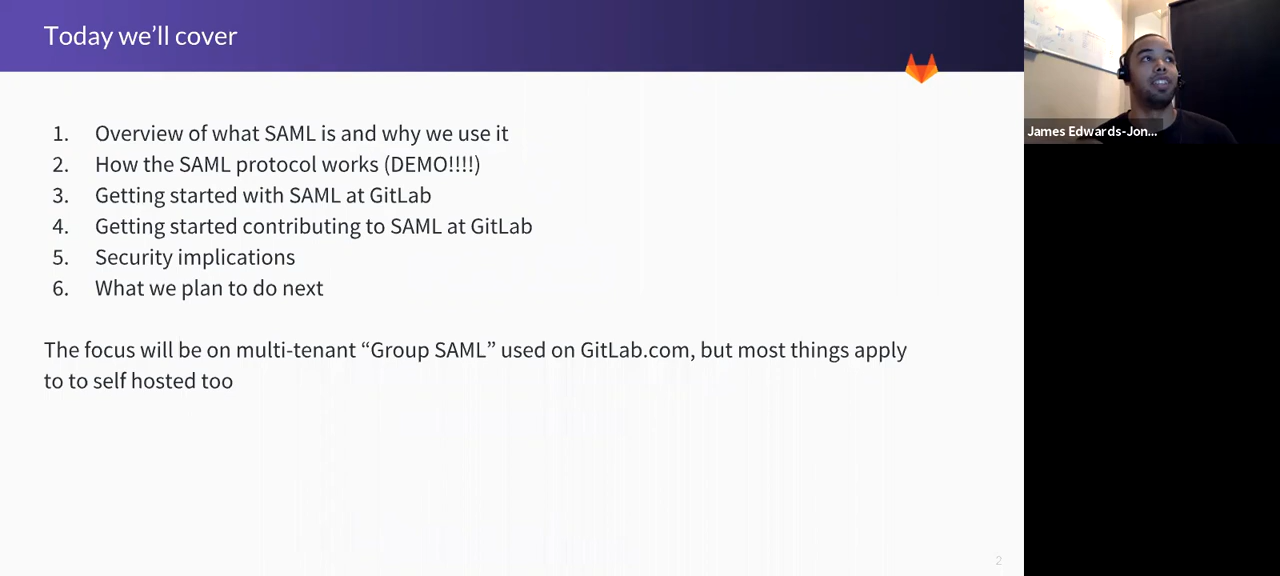 Today we’ll cover
1. Overview of what SAML is and why we use it
2. How the SAML protocol works (DEMO!!!!)
3. Getting started with SAML at GitLab
4. Getting started contributing to SAML at GitLab
5. Security implications
6. What we plan to do next
The focus will be on multi-tenant “Group SAML” used on GitLab.com, but most things apply
to to self hosted too
2
James Edwards-Jon...